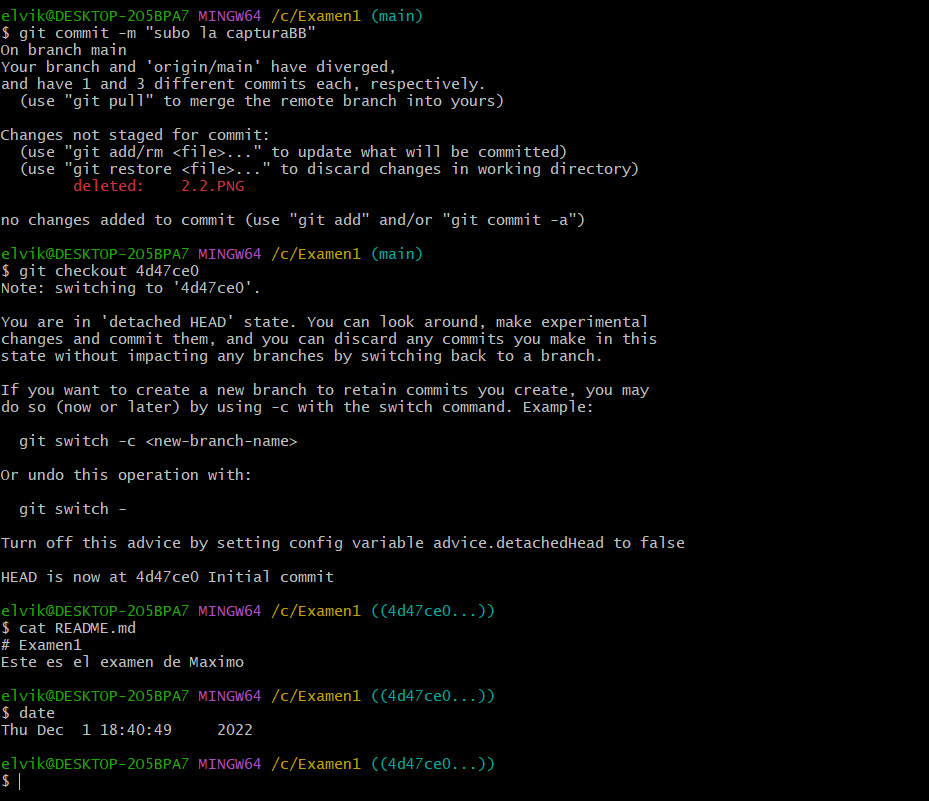 elvik@DESKTOP-2O5BPA7 MINGW64 /c/Examen1 (main)
$ git commit -m "subo la capturaBB"
On branch main
Your branch and 'origin/main' have diverged,
and have 1 and 3 different commits each, respectively.
  (use "git pull" to merge the remote branch into yours)

Changes not staged for commit:
  (use "git add/rm <file>..." to update what will be committed)
  (use "git restore <file>..." to discard changes in working directory)
        deleted:    2.2.PNG

no changes added to commit (use "git add" and/or "git commit -a")

elvik@DESKTOP-2O5BPA7 MINGW64 /c/Examen1 (main)
$ git checkout 4d47ce0
Note: switching to '4d47ce0'.

You are in 'detached HEAD' state. You can look around, make experimental
changes and commit them, and you can discard any commits you make in this
state without impacting any branches by switching back to a branch.

If you want to create a new branch to retain commits you create, you may
do so (now or later) by using -c with the switch command. Example:

  git switch -c <new-branch-name>

Or undo this operation with:

  git switch -

Turn off this advice by setting config variable advice.detachedHead to false

HEAD is now at 4d47ce0 Initial commit

elvik@DESKTOP-2O5BPA7 MINGW64 /c/Examen1 ((4d47ce0...))
$ cat README.md
# Examen1
Este es el examen de Maximo

elvik@DESKTOP-2O5BPA7 MINGW64 /c/Examen1 ((4d47ce0...))
$ date
Thu Dec  1 18:40:49     2022

elvik@DESKTOP-2O5BPA7 MINGW64 /c/Examen1 ((4d47ce0...))
$